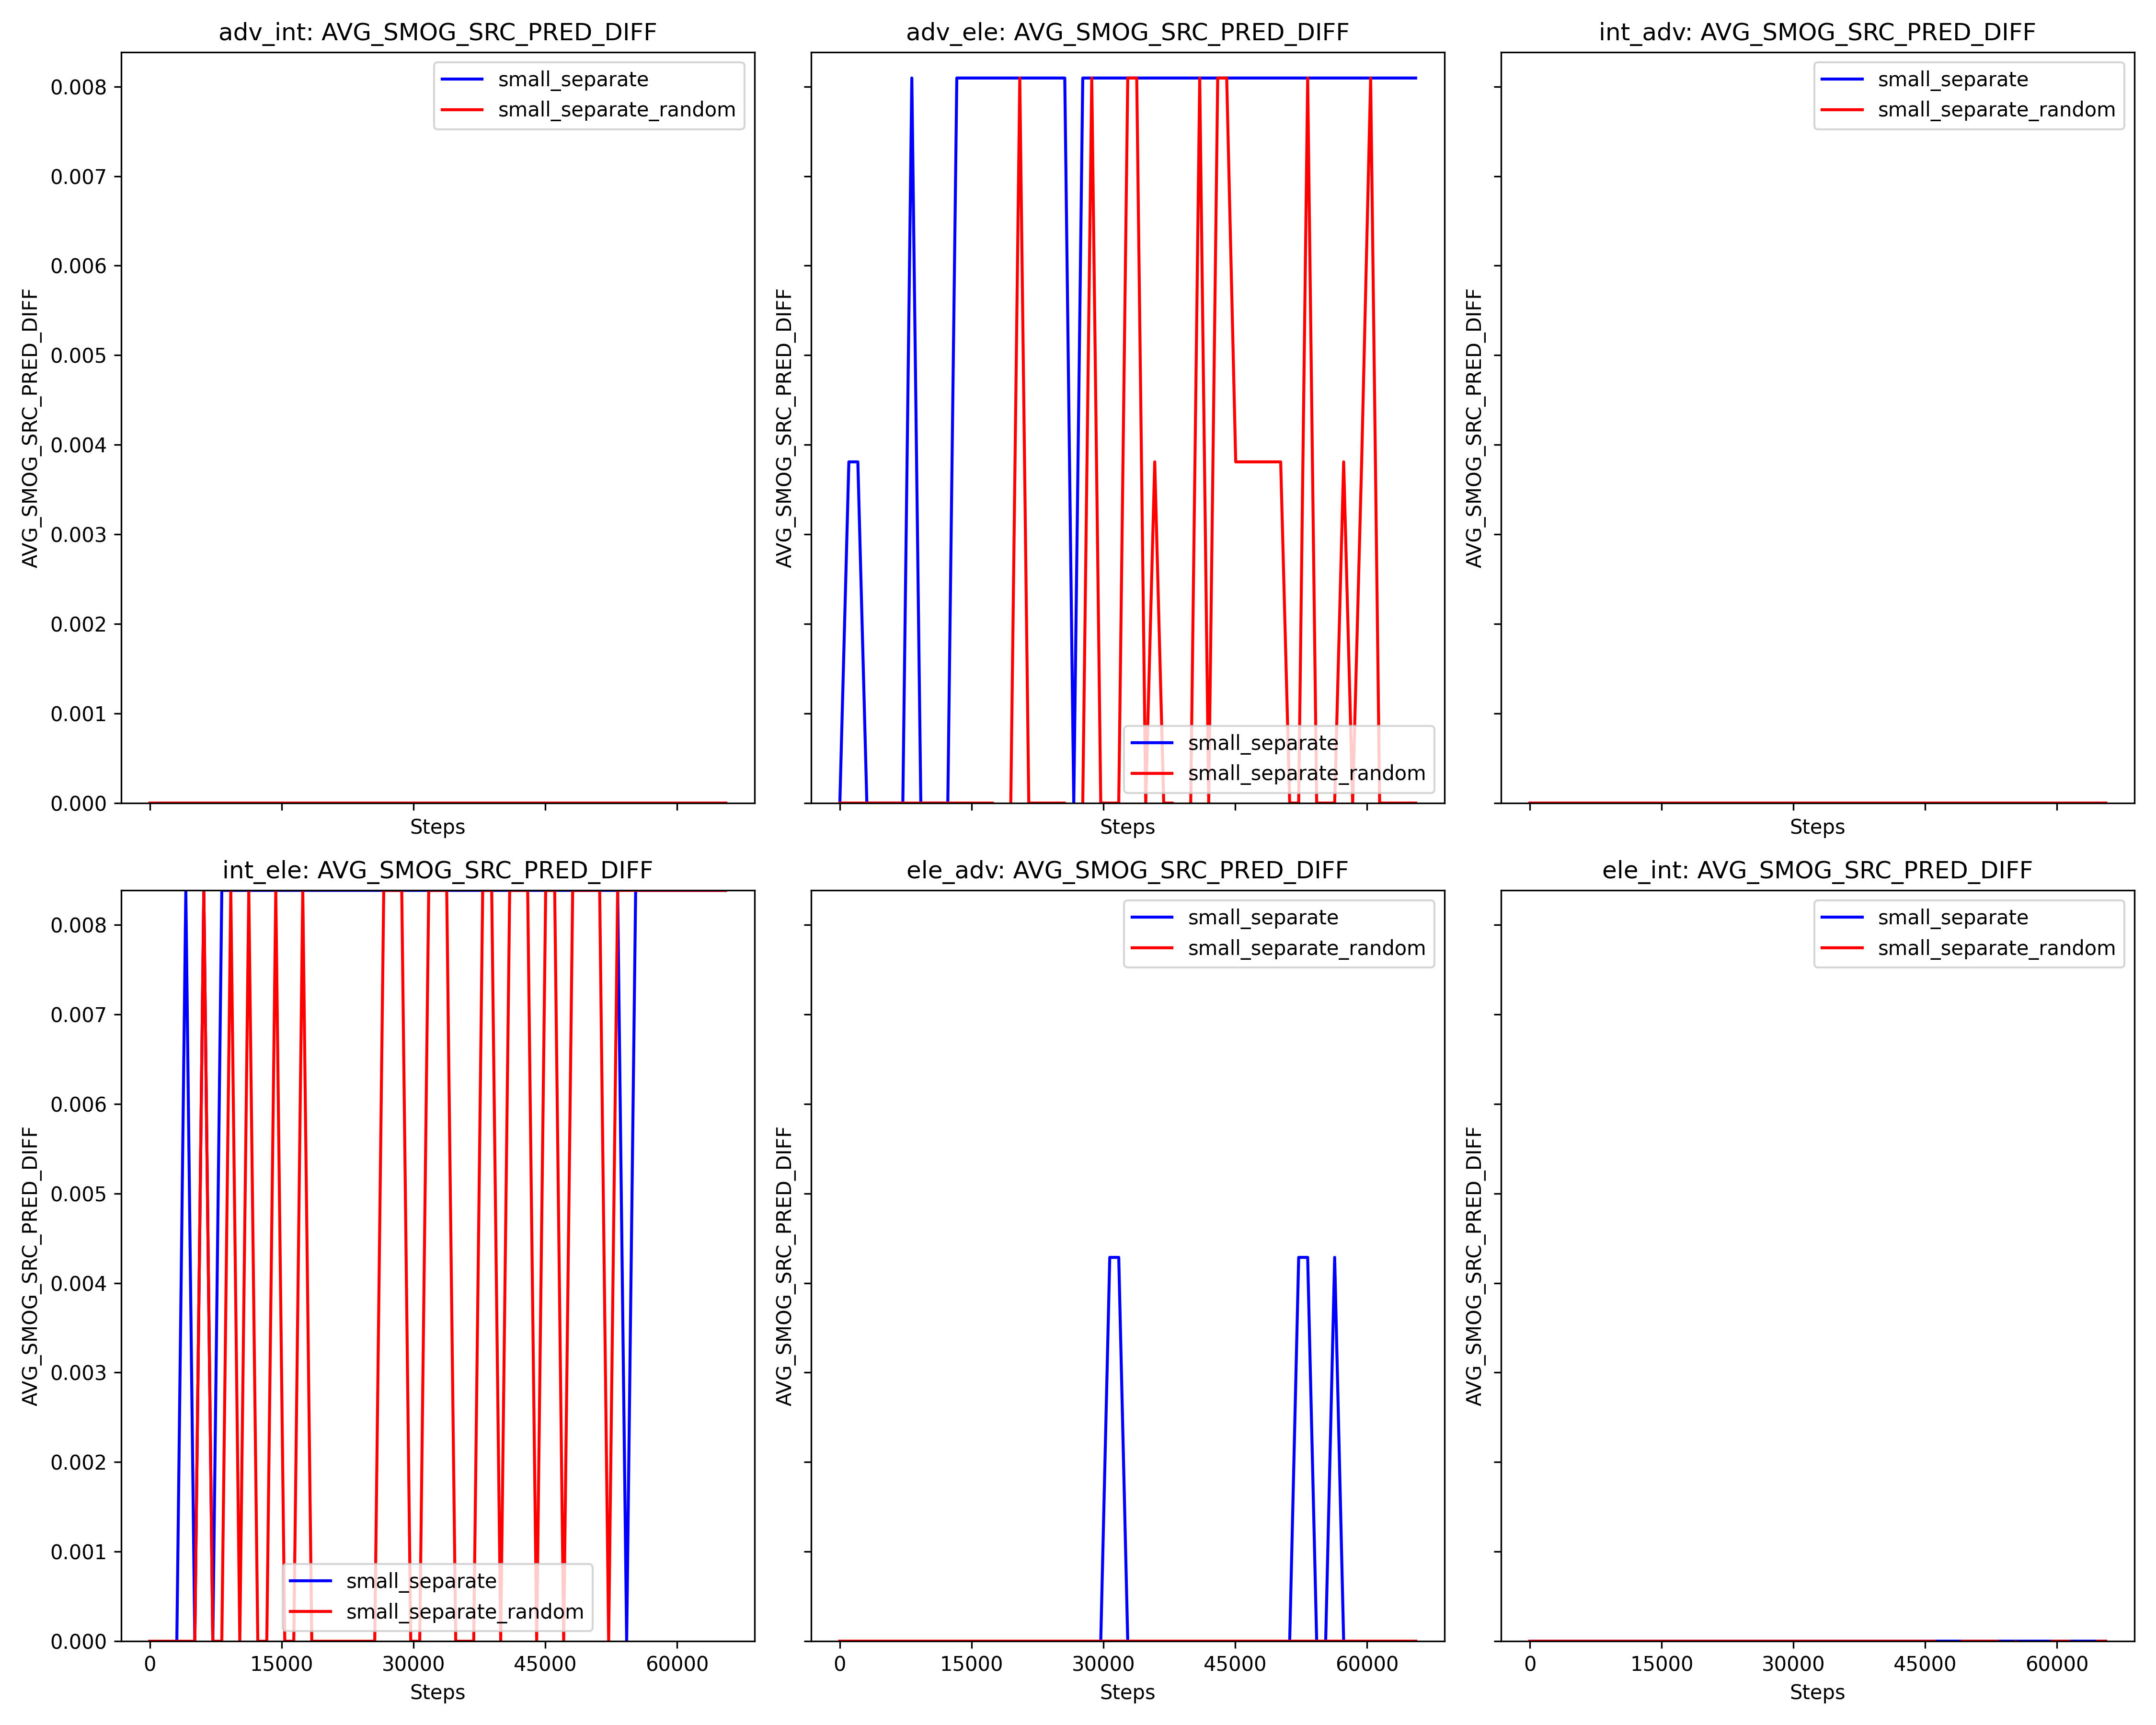 adv_int: AVG_SMOG_SRC_PRED_DIFF
adv_ele: AVG_SMOG_SRC_PRED_DIFF
int_adv: AVG_SMOG_SRC_PRED_DIFF
AVG_SMOG_SRC_PRED_DIFF
0.008
0.007
0.006
0.005
0.004
0.003
0.002
0.001
0.000
small_separate
small_separate_random
Steps
AVG_SMOG_SRC_PRED_DIFF
small_separate
small_separate_random
Steps
AVG_SMOG_SRC_PRED_DIFF
small_separate
small_separate_random
Steps
int_ele: AVG_SMOG_SRC_PRED_DIFF
ele_adv: AVG_SMOG_SRC_PRED_DIFF
ele_int: AVG_SMOG_SRC_PRED_DIFF
AVG_SMOG_SRC_PRED_DIFF
0.008
0.007
0.006
0.005
0.004
0.003
0.002
0.001
0.000
small_separate
small_separate_random
0 15000 30000 45000 60000
Steps
AVG_SMOG_SRC_PRED_DIFF
small_separate
small_separate_random
0 15000 30000 45000 60000
Steps
AVG_SMOG_SRC_PRED_DIFF
small_separate
small_separate_random
0 15000 30000 45000 60000
Steps